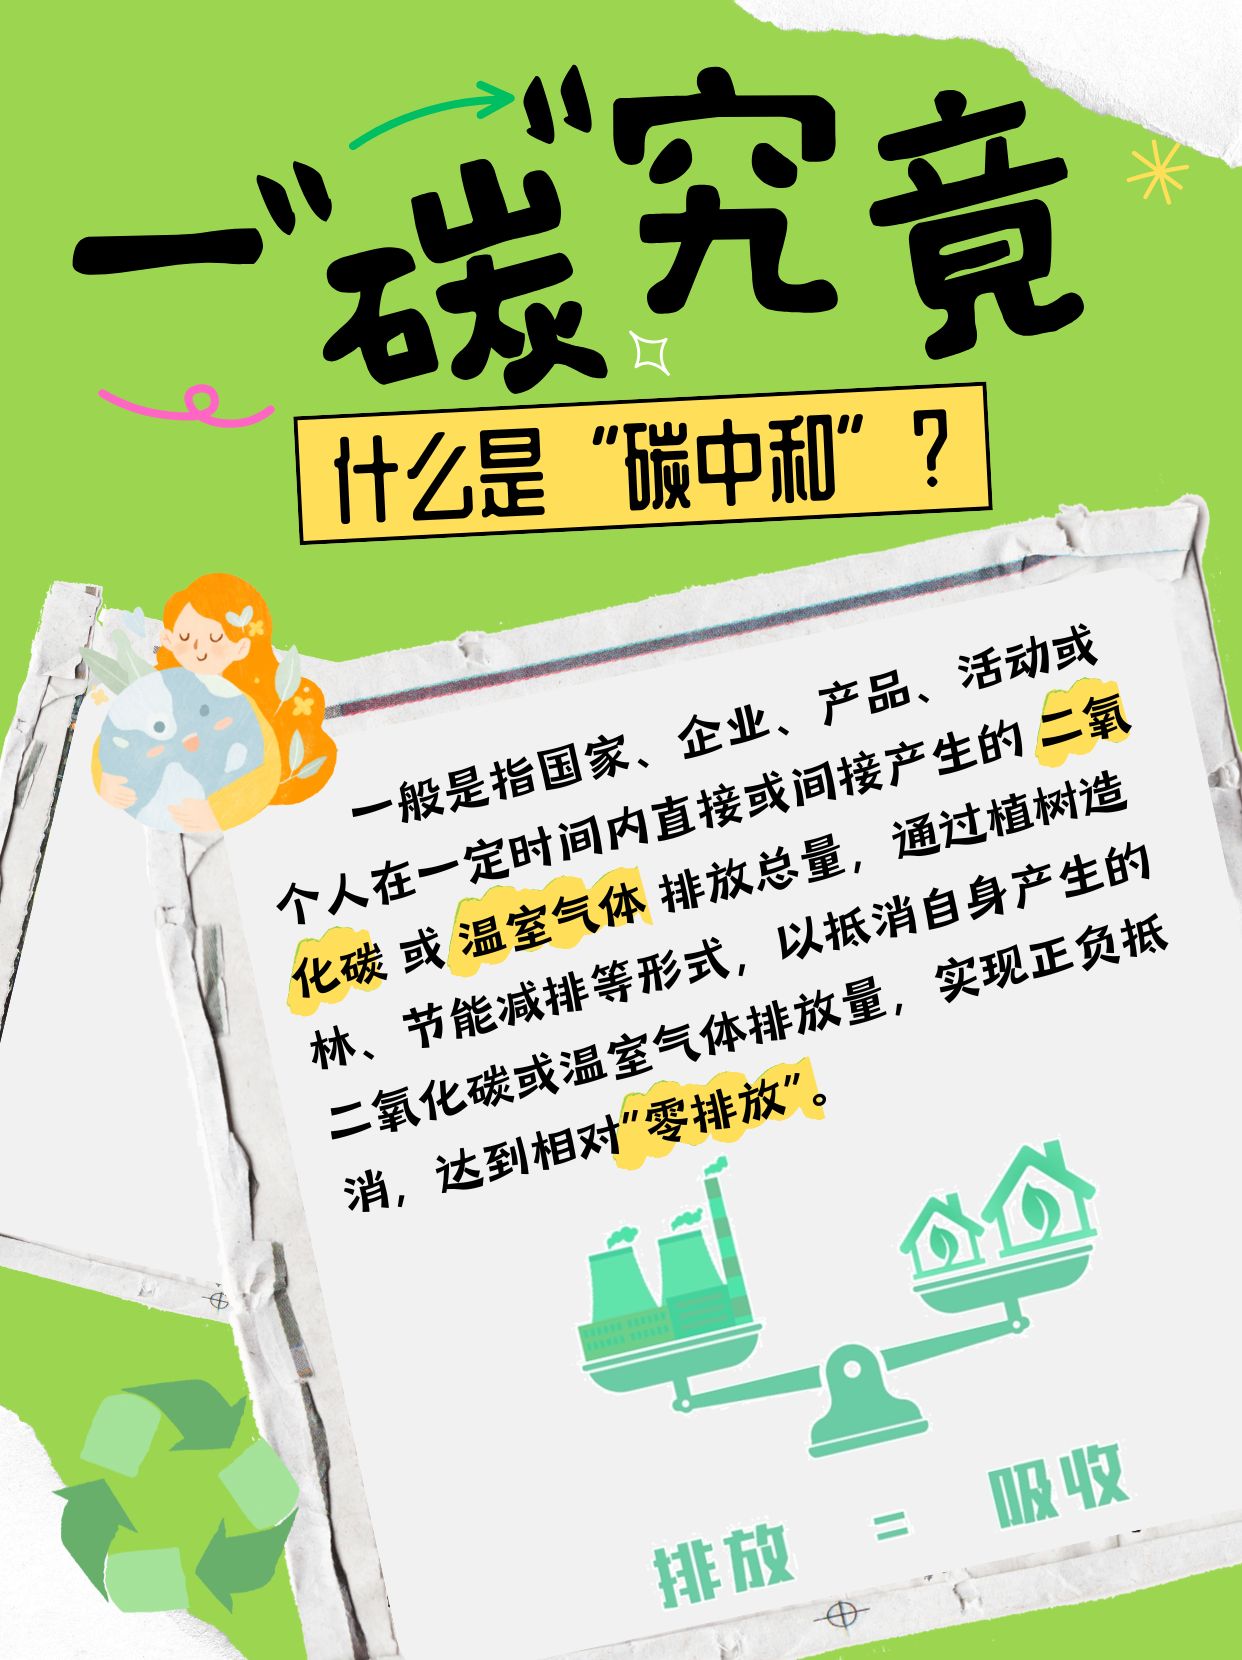 一“碳”究竟
什么是“碳中和”？
一般是指国家、企业、产品、活动或
个人在一定时间内直接或间接产生的 二氧
化碳 或 温室气体 排放总量，通过植树造
林、节能减排等形式，以抵消自身产生的
二氧化碳或温室气体排放量，实现正负抵
消，达到相对“零排放”。
排放 = 吸收